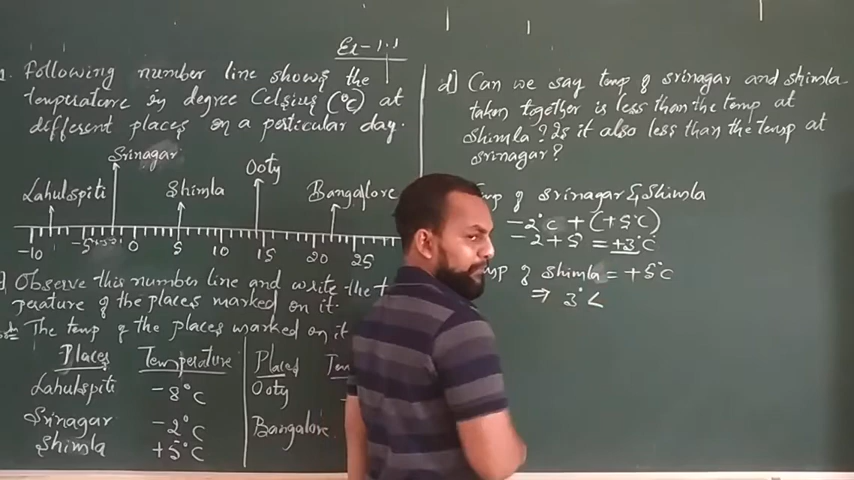 Ex-1.1
1. Following number line shows the
temperature in degree Celsius (°C) at
different places on a perticular day.
Srinagar
Ooty
Lahulspiti
Shimla
Bangalore
-10 -5 0 5 10 15 20 25
Observe this number line and write the
perature of the places marked on it.
The temp of the places marked on it
Places Temperature
Lahulspiti -8°C
Srinagar -2°C
Shimla +5°C
Places
Ooty
Bangalore
d) Can we say temp of srinagar and shimla
taken together is less than the temp at
shimla? Is it also less than the temp at
srinagar?
of srinagar & shimla
-2°C + (+5°C)
-2+5 = +3°C
of shimla = +5°C
⇒ 3° <